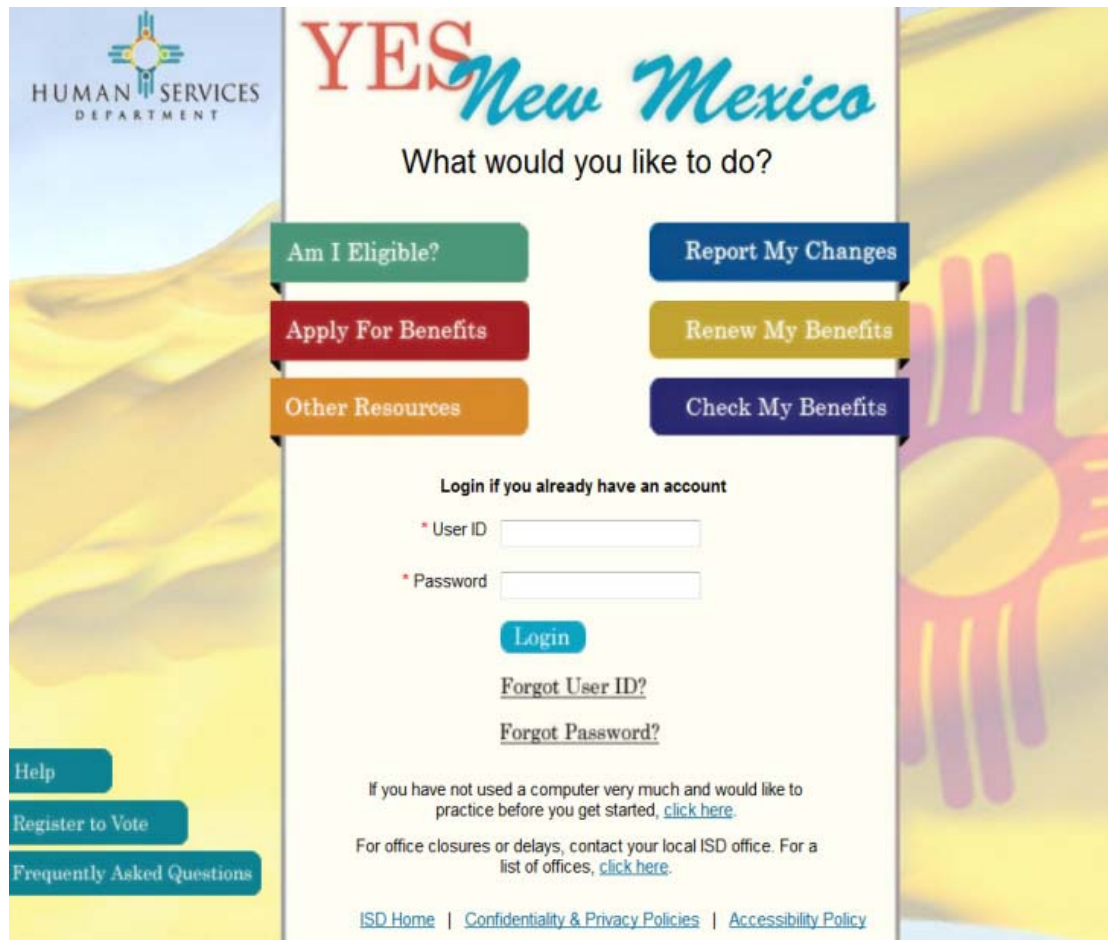 HUMAN SERVICES
DEPARTMENT
YES
New Mexico
What would you like to do?
Am I Eligible?
Report My Changes
Apply For Benefits
Renew My Benefits
Other Resources
Check My Benefits
Login if you already have an account
* User ID
* Password
Login
Forgot User ID?
Forgot Password?
Help
Register to Vote
Frequently Asked Questions
If you have not used a computer very much and would like to
practice before you get started, click here.
For office closures or delays, contact your local ISD office. For a
list of offices, click here.
ISD Home | Confidentiality & Privacy Policies | Accessibility Policy